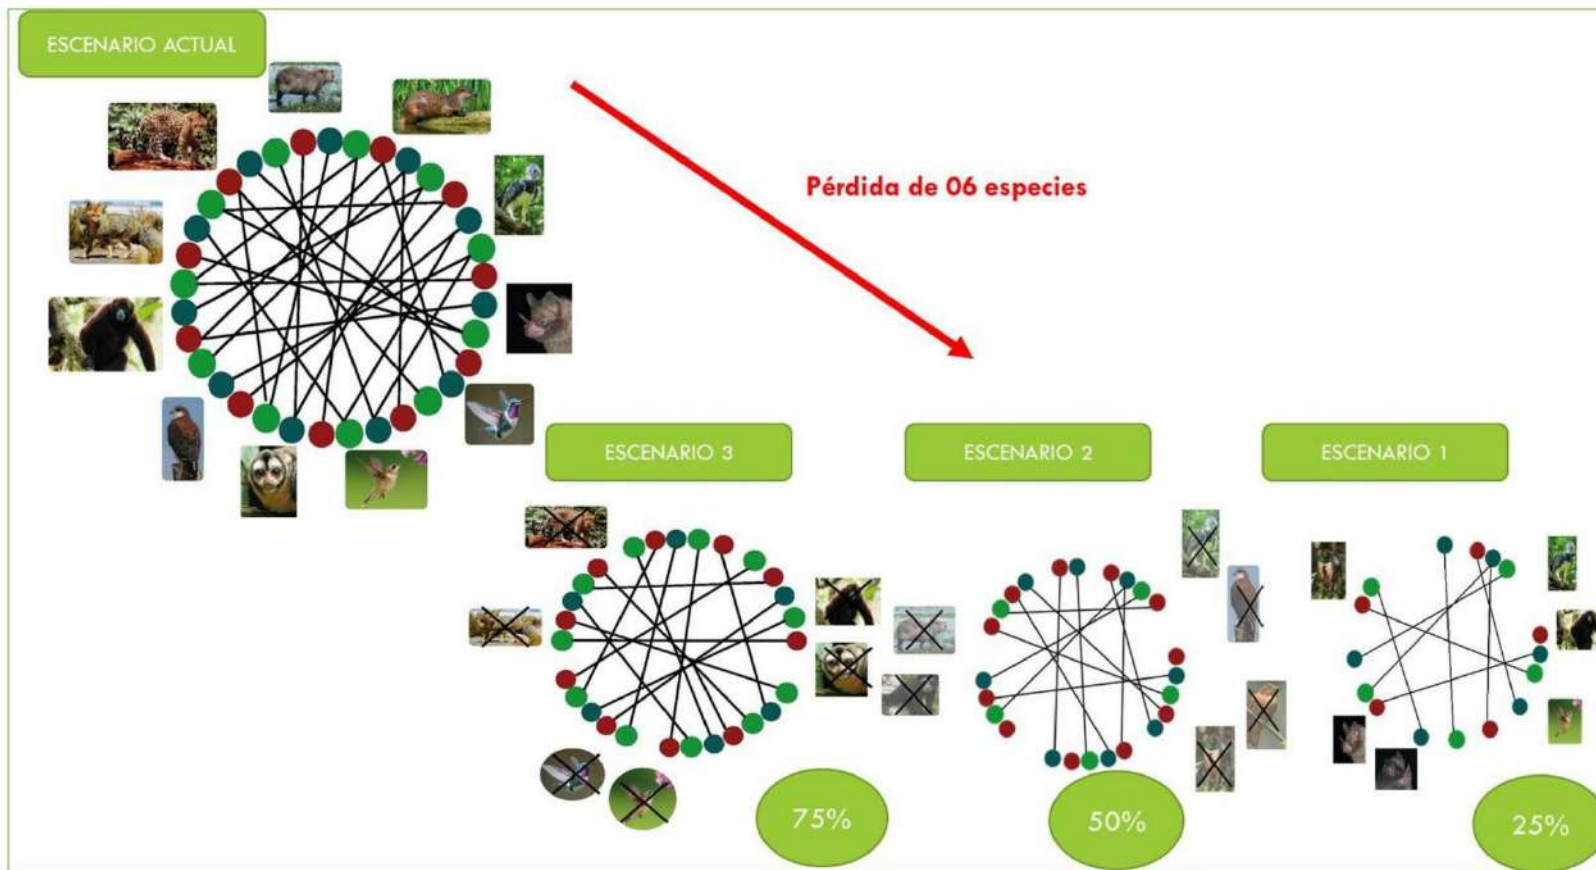 ESCENARIO ACTUAL
Pérdida de 06 especies
ESCENARIO 3
ESCENARIO 2
ESCENARIO 1
75%
50%
25%